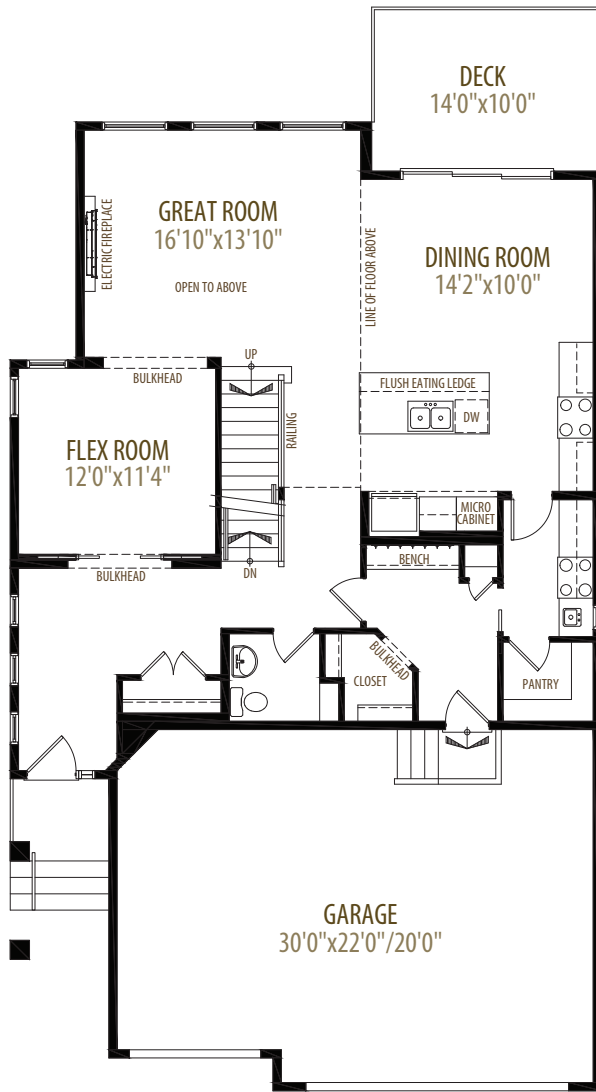 DECK
14'0"x10'0"
GREAT ROOM
16'10"x13'10"
OPEN TO ABOVE
ELECTRIC FIREPLACE
LINE OF FLOOR ABOVE
DINING ROOM
14'2"x10'0"
UP
BULKHEAD
RAILING
FLUSH EATING LEDGE
DW
FLEX ROOM
12'0"x11'4"
MICRO
CABINET
BENCH
DN
BULKHEAD
BULKHEAD
CLOSET
PANTRY
GARAGE
30'0"x22'0"/20'0"